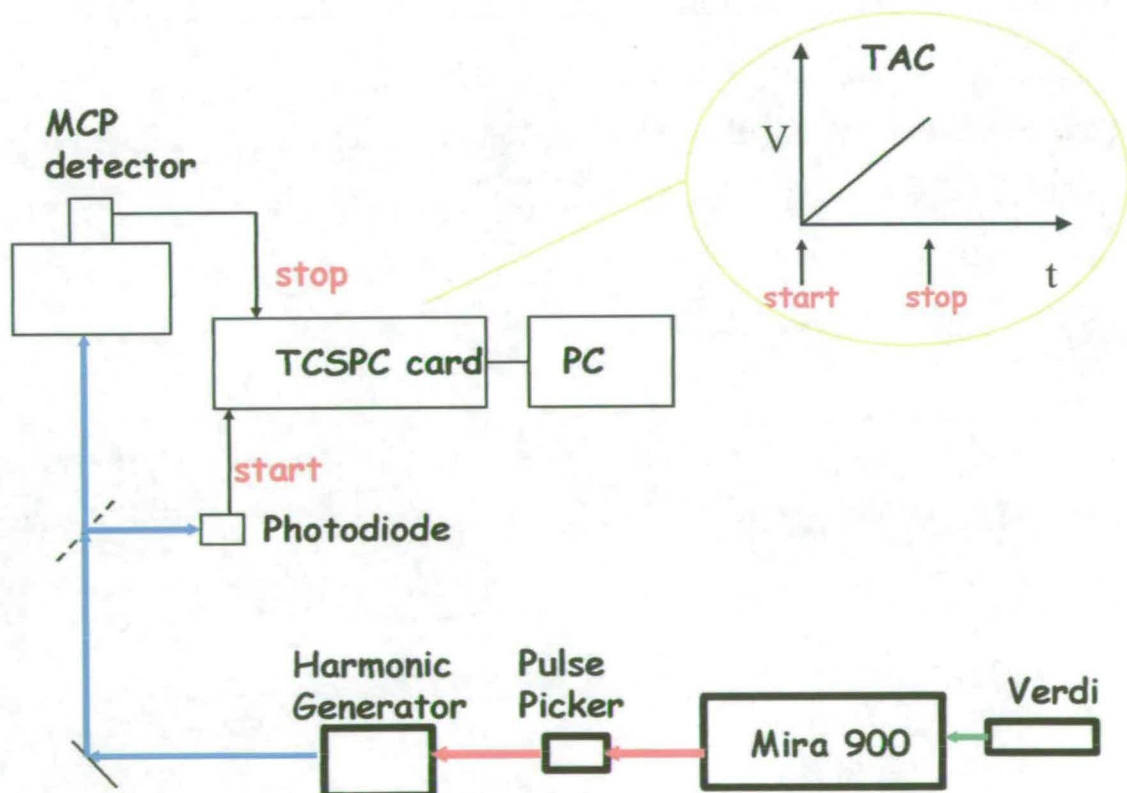 TAC
V
t
start
stop
MCP
detector
stop
TCSPC card
PC
start
Photodiode
Harmonic
Generator
Pulse
Picker
Mira 900
Verdi